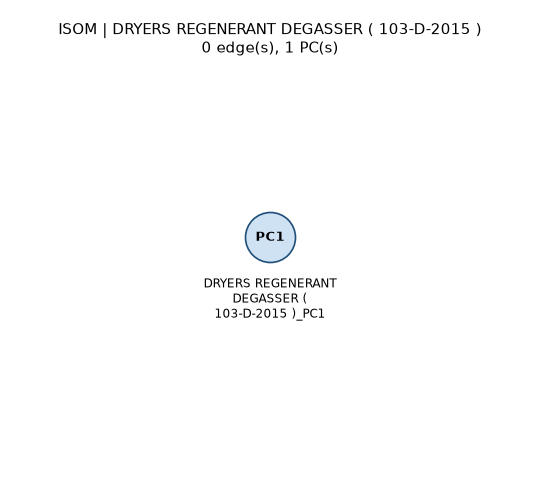 ISOM | DRYERS REGENERANT DEGASSER ( 103-D-2015 )
0 edge(s), 1 PC(s)
PC1
DRYERS REGENERANT
DEGASSER (
103-D-2015 )_PC1